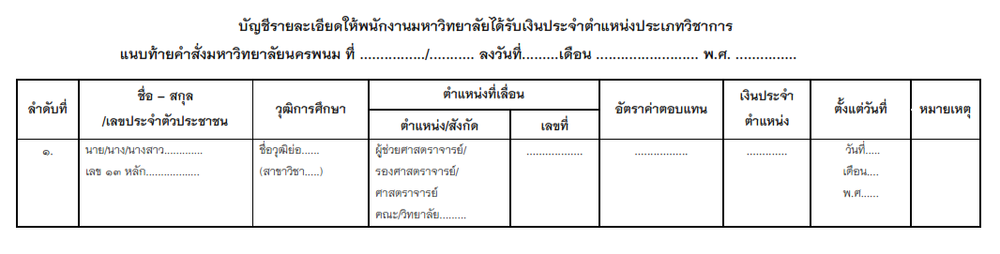 บัญชีรายละเอียดให้พนักงานมหาวิทยาลัยได้รับเงินประจำตำแหน่งประเภทวิชาการ
แนบท้ายคำสั่งมหาวิทยาลัยนครพนม ที่ ................/........... ลงวันที่.........เดือน .......................... พ.ศ. ...............
ลำดับที่
ชื่อ – สกุล
/เลขประจำตัวประชาชน
วุฒิการศึกษา
ตำแหน่งที่เลื่อน
ตำแหน่ง/สังกัด
เลขที่
อัตราค่าตอบแทน
เงินประจำ
ตำแหน่ง
ตั้งแต่วันที่
หมายเหตุ
๑.
นาย/นาง/นางสาว.............
เลข ๑๓ หลัก..................
ชื่อวุฒิย่อ......
(สาขาวิชา.....)
ผู้ช่วยศาสตราจารย์/
รองศาสตราจารย์/
ศาสตราจารย์
คณะ/วิทยาลัย.........
..................
.................
.............
วันที่.....
เดือน....
พ.ศ......